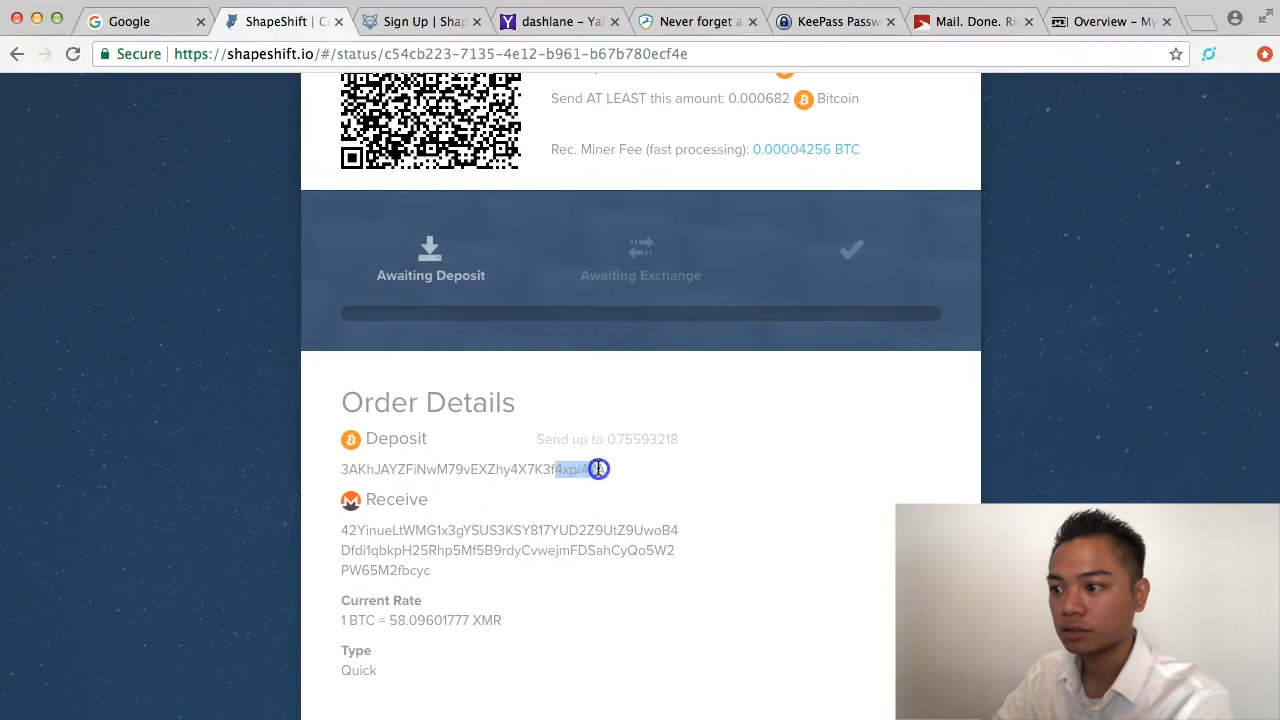 Google
ShapeShift | C
Sign Up | Shap
dashlane – Ya
Never forget a
KeePass Passw
Mail. Done. Ri
Overview – My
Secure https://shapeshift.io/#/status/c54cb223-7135-4e12-b961-b67b780ecf4e
Send AT LEAST this amount: 0.000682 Bitcoin
Rec. Miner Fee (fast processing): 0.00004256 BTC
Awaiting Deposit
Awaiting Exchange
Order Details
Deposit
Send up to 0.75593218
Receive
42YinueLtWMG1x3gYSUS3KSY817YUD2Z9UtZ9UwoB4
Dfdi1qbkpH25Rhp5Mf5B9rdyCvwejmFDSahCyQo5W2
PW65M2fbcyc
Current Rate
1 BTC = 58.09601777 XMR
Type
Quick